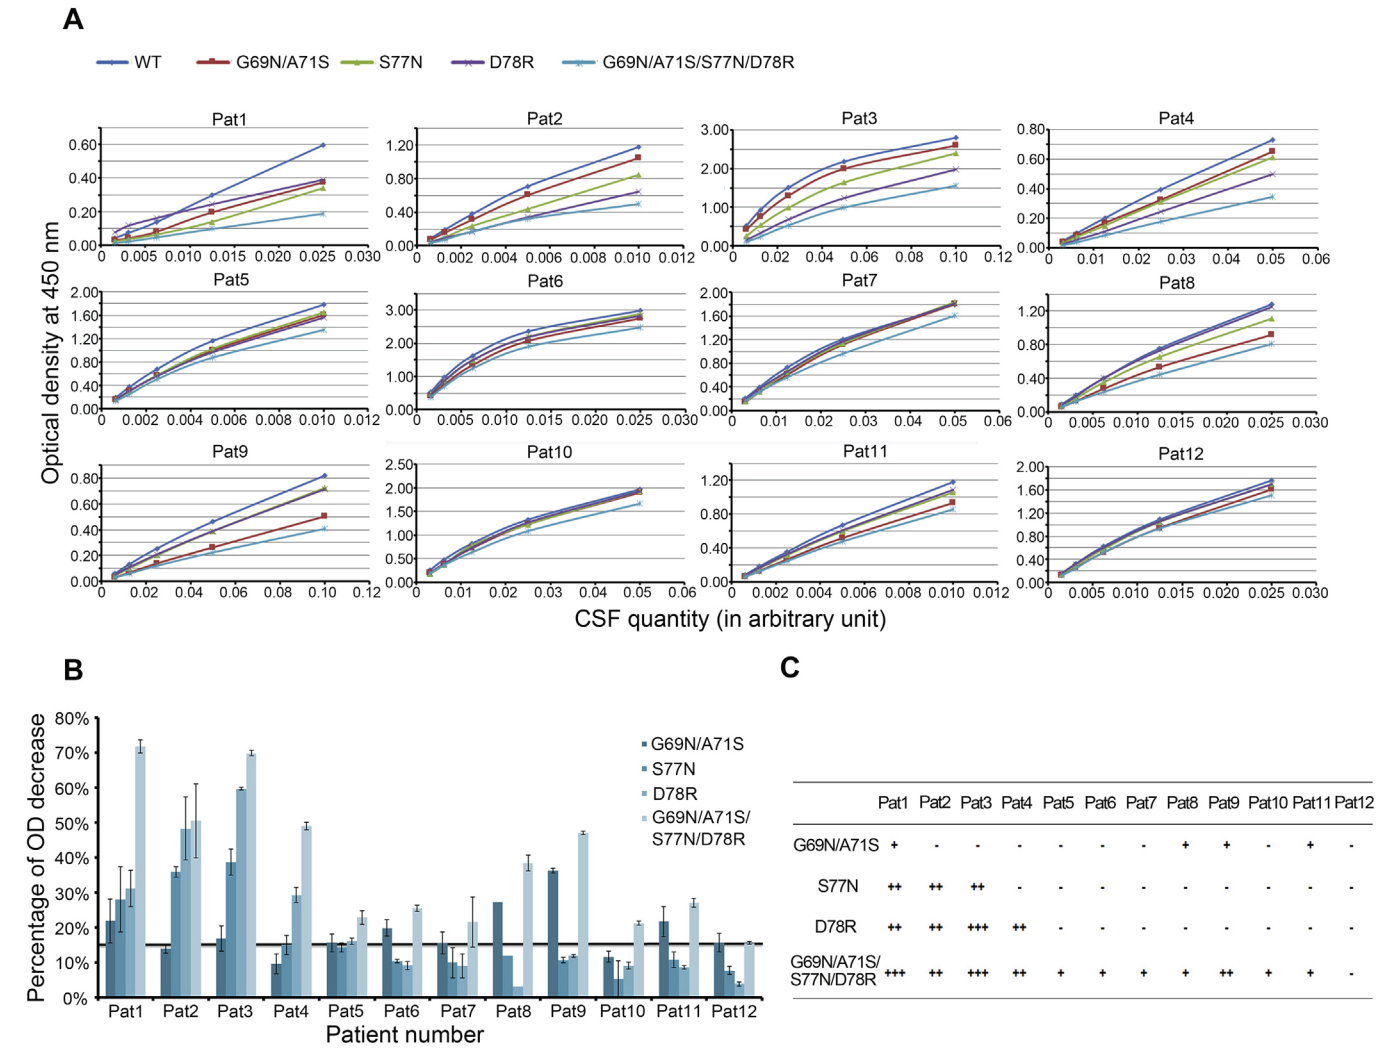 A
WT G69N/A71S S77N D78R G69N/A71S/S77N/D78R
Optical density at 450 nm
Pat1 Pat2 Pat3 Pat4
0.60 0.40 0.20 0.00
0 0.005 0.010 0.015 0.020 0.025 0.030
1.20 0.80 0.40 0.00
0 0.002 0.004 0.006 0.008 0.010 0.012
3.00 2.00 1.00 0.00
0 0.02 0.04 0.06 0.08 0.10 0.12
0.80 0.60 0.40 0.20 0.00
0 0.01 0.02 0.03 0.04 0.05 0.06
Pat5 Pat6 Pat7 Pat8
2.00 1.60 1.20 0.80 0.40 0.00
0 0.002 0.004 0.006 0.008 0.010 0.012
3.00 2.00 1.00 0.00
0 0.005 0.010 0.015 0.020 0.025 0.030
2.00 1.60 1.20 0.80 0.40 0.00
0 0.01 0.02 0.03 0.04 0.05 0.06
1.20 0.80 0.40 0.00
0 0.005 0.010 0.015 0.020 0.025 0.030
Pat9 Pat10 Pat11 Pat12
0.80 0.60 0.40 0.20 0.00
0 0.02 0.04 0.06 0.08 0.10 0.12
2.50 2.00 1.50 1.00 0.50 0.00
0 0.01 0.02 0.03 0.04 0.05 0.06
1.20 0.80 0.40 0.00
0 0.002 0.004 0.006 0.008 0.010 0.012
2.00 1.60 1.20 0.80 0.40 0.00
0 0.005 0.010 0.015 0.020 0.025 0.030
CSF quantity (in arbitrary unit)
B
Percentage of OD decrease
80%
70%
60%
50%
40%
30%
20%
10%
0%
G69N/A71S
S77N
D78R
G69N/A71S/
S77N/D78R
Pat1 Pat2 Pat3 Pat4 Pat5 Pat6 Pat7 Pat8 Pat9 Pat10 Pat11 Pat12
Patient number
C
Pat1 Pat2 Pat3 Pat4 Pat5 Pat6 Pat7 Pat8 Pat9 Pat10 Pat11 Pat12
G69N/A71S + - - - - - - + + - + -
S77N ++ ++ ++ - - - - - - - - -
D78R ++ ++ +++ ++ - - - - - - - -
G69N/A71S/
S77N/D78R +++ ++ +++ ++ + + + + ++ + + -